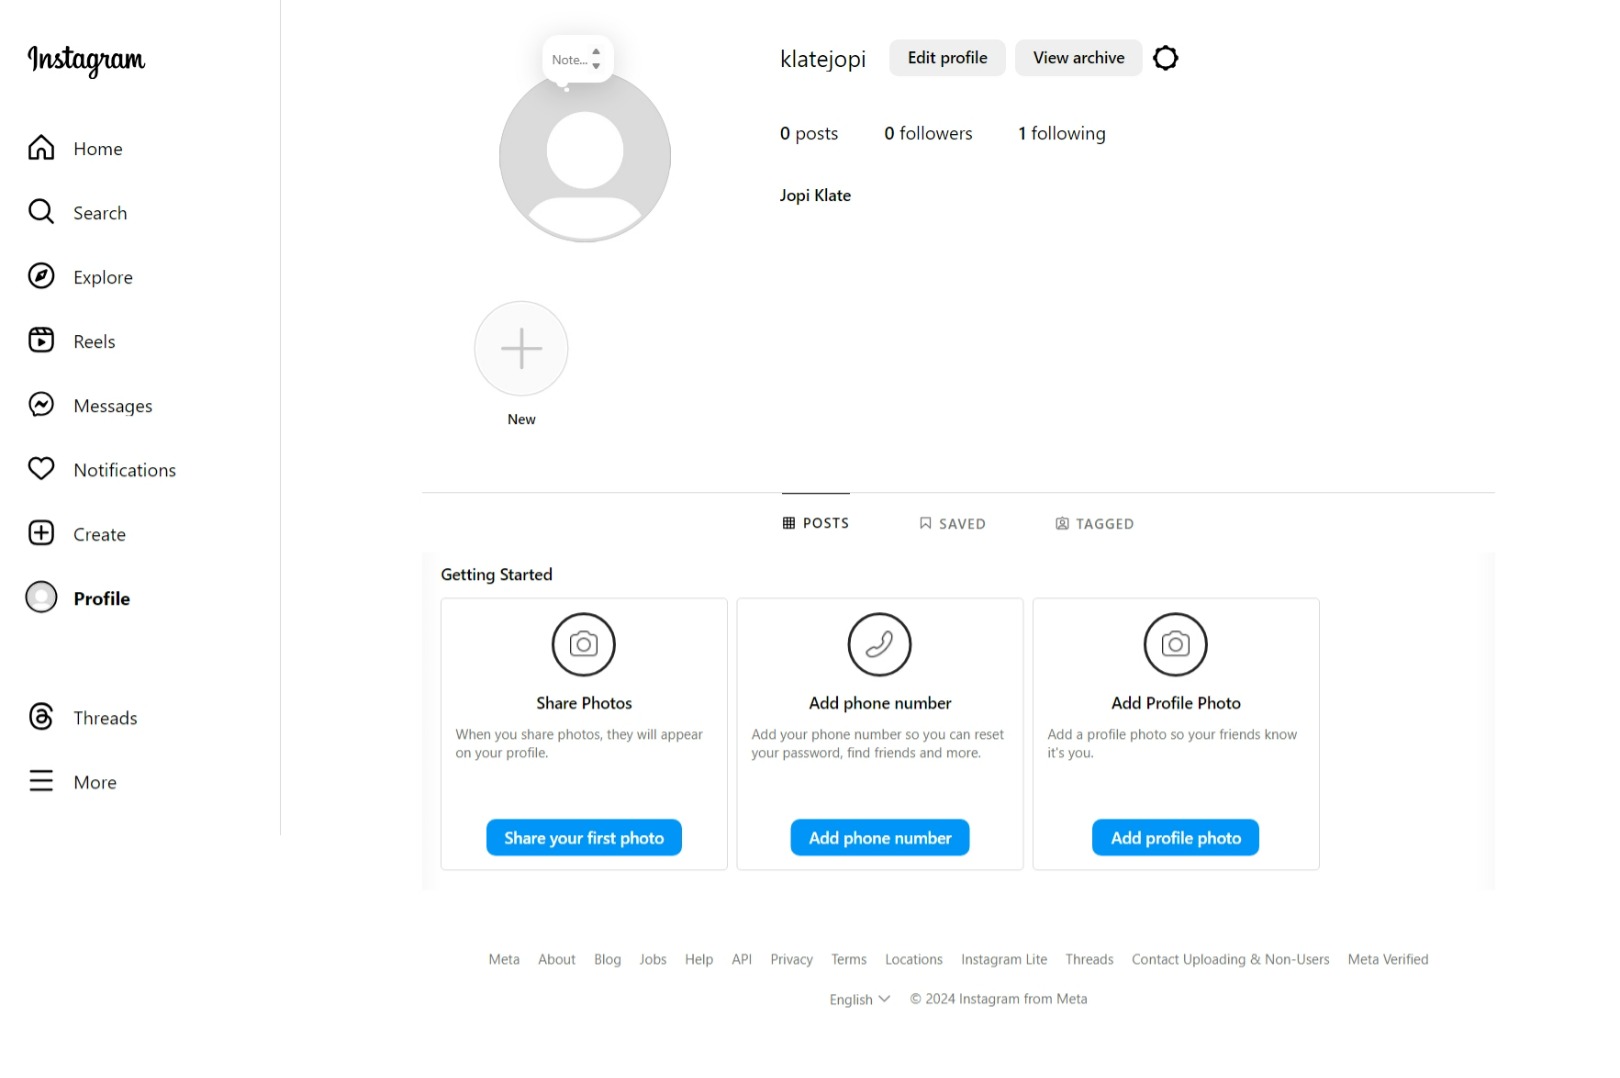 Instagram
Home
Search
Explore
Reels
Messages
Notifications
Create
Profile
Threads
More
Note...
klatejopi
Edit profile
View archive
0 posts
0 followers
1 following
Jopi Klate
New
POSTS
SAVED
TAGGED
Getting Started
Share Photos
When you share photos, they will appear
on your profile.
Share your first photo
Add phone number
Add your phone number so you can reset
your password, find friends and more.
Add phone number
Add Profile Photo
Add a profile photo so your friends know
it's you.
Add profile photo
Meta About Blog Jobs Help API Privacy Terms Locations Instagram Lite Threads Contact Uploading & Non-Users Meta Verified
English © 2024 Instagram from Meta